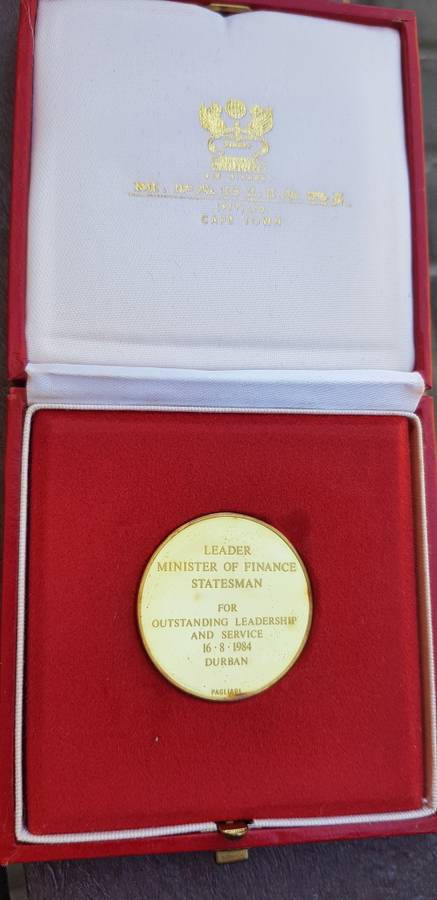 CAPE TOWN
LEADER
MINISTER OF FINANCE
STATESMAN
FOR
OUTSTANDING LEADERSHIP
AND SERVICE
16·8·1984
DURBAN
PAGLIARI